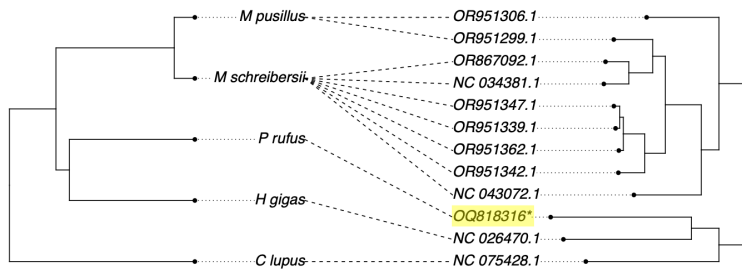 M pusillus
M schreibersii
P rufus
H gigas
C lupus
OR951306.1
OR951299.1
OR867092.1
NC 034381.1
OR951347.1
OR951339.1
OR951362.1
OR951342.1
NC 043072.1
OQ818316*
NC 026470.1
NC 075428.1